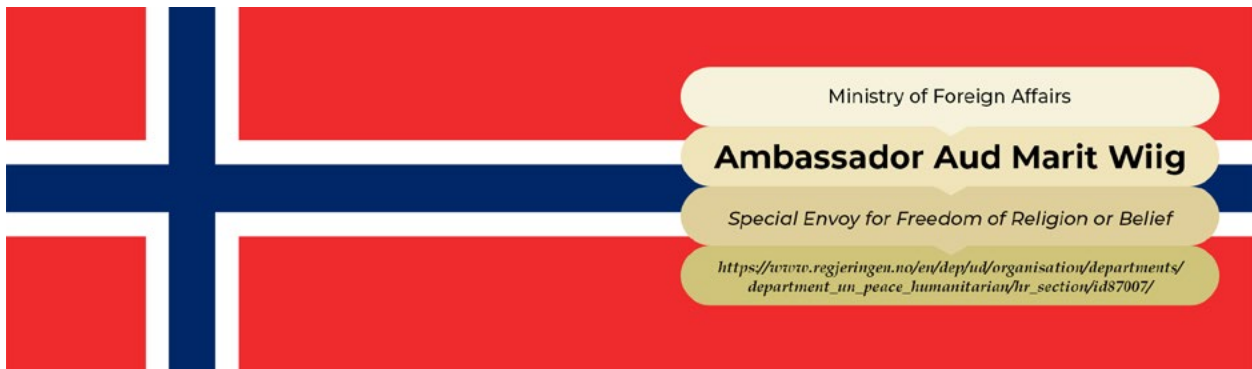 Ministry of Foreign Affairs
Ambassador Aud Marit Wiig
Special Envoy for Freedom of Religion or Belief
https://www.regjeringen.no/en/dep/ud/organisation/departments/
department_un_peace_humanitarian/hr_section/id87007/